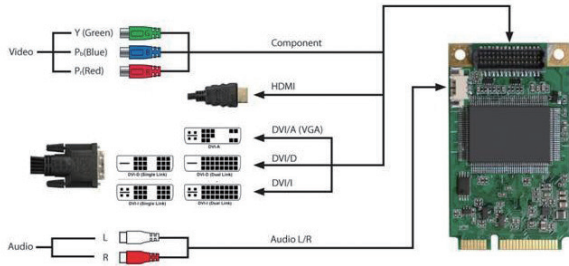 Video
Y (Green)
Pb(Blue)
Pr(Red)
Component
HDMI
DVI/A (VGA)
DVI-A
DVI/D
DVI-D (Single Link)
DVI-D (Dual Link)
DVI/I
DVI-I (Single Link)
DVI-I (Dual Link)
Audio
L
R
Audio L/R